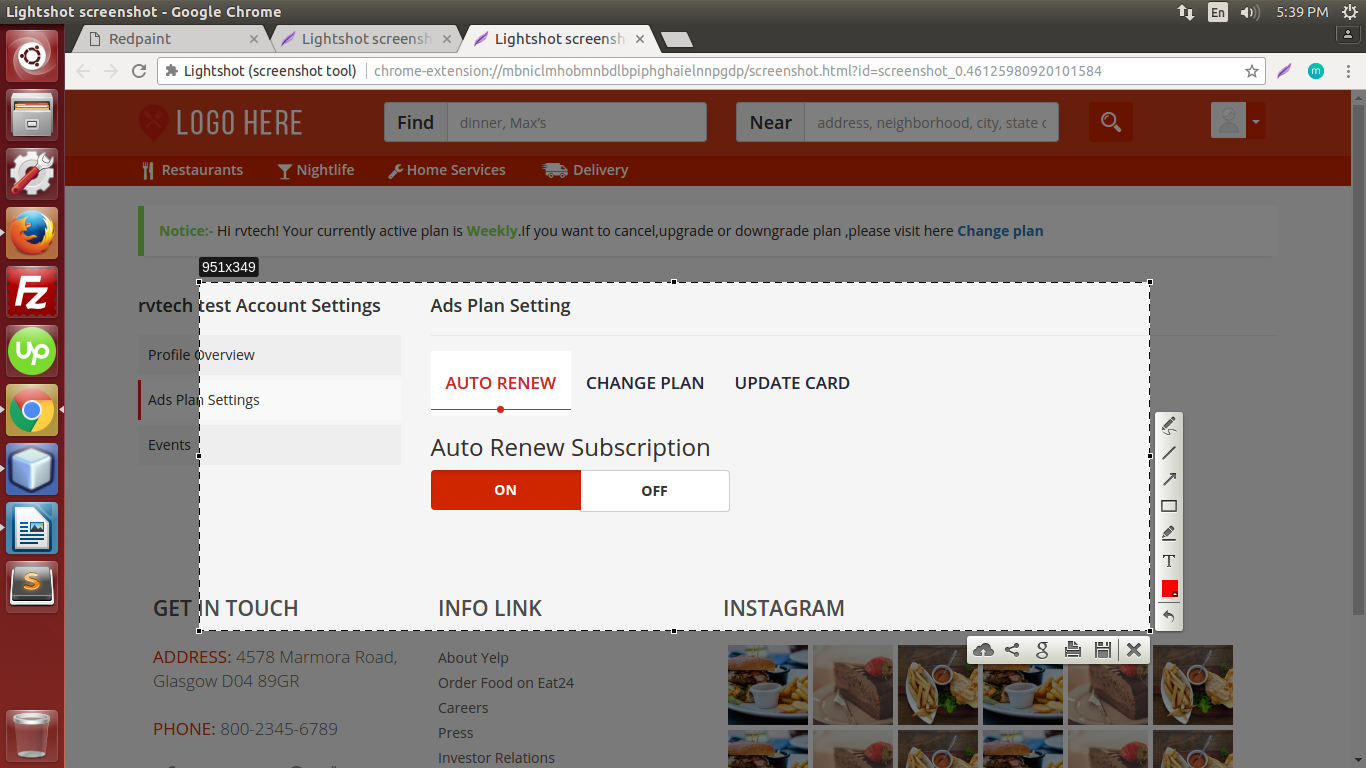 Lightshot screenshot - Google Chrome
En
5:39 PM
Redpaint
Lightshot screensh
Lightshot screensh
Lightshot (screenshot tool)
chrome-extension://mbniclmhobmnbdlbpiphghaielnnpgdp/screenshot.html?id=screenshot_0.46125980920101584
m
LOGO HERE
Find
dinner, Max's
Near
address, neighborhood, city, state o
Restaurants
Nightlife
Home Services
Delivery
Notice:- Hi rvtech! Your currently active plan is Weekly.If you want to cancel,upgrade or downgrade plan ,please visit here Change plan
951x349
rvtech test Account Settings
Profile Overview
Ads Plan Settings
Events
Ads Plan Setting
AUTO RENEW
CHANGE PLAN
UPDATE CARD
Auto Renew Subscription
ON
OFF
T
g
GET IN TOUCH
ADDRESS: 4578 Marmora Road,
Glasgow D04 89GR
PHONE: 800-2345-6789
INFO LINK
About Yelp
Order Food on Eat24
Careers
Press
Investor Relations
INSTAGRAM
Fz
Up
S